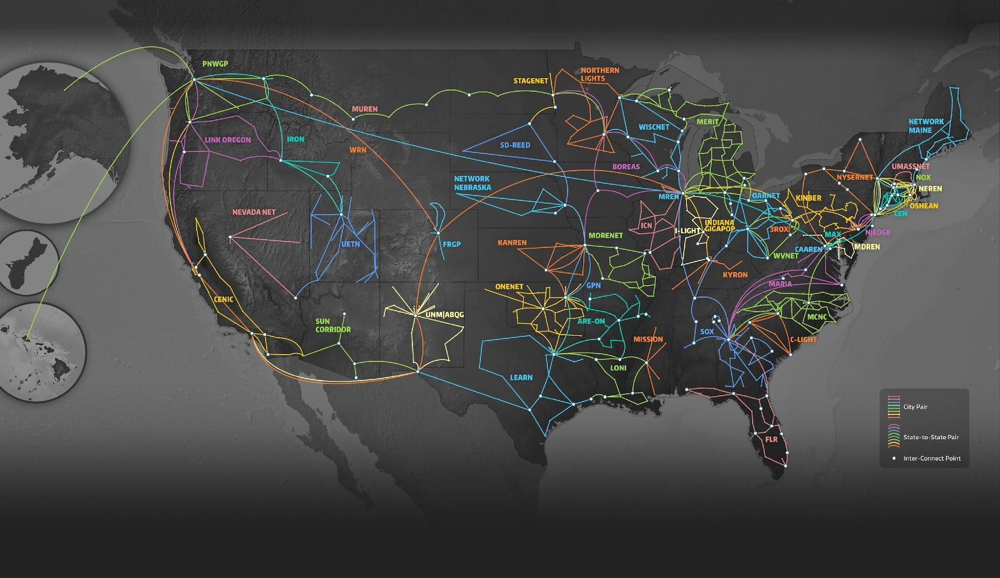 PNWGP
STAGENET
NORTHERN
LIGHTS
MUREN
MERIT
NETWORK
MAINE
WISCNET
LINK OREGON
IRON
SD-REED
WRN
BOREAS
UMASSNET
NYSERNET
NOX
NETWORK
NEBRASKA
NEREN
MREN
OARNET
KINBER
OSHEAN
NEVADA NET
CEN
ICN
I-LIGHT
INDIANA
GIGAPOP
3ROX
NJEDGE
MORENET
MAX
UETN
FRGP
KANREN
CAAREN
MDREN
WVNET
KYRON
MARIA
ONENET
GPN
CENIC
UNM|ABQG
SUN
CORRIDOR
ARE-ON
MCNC
SOX
MISSION
C-LIGHT
LONI
LEARN
FLR
City Pair
State-to-State Pair
Inter-Connect Point